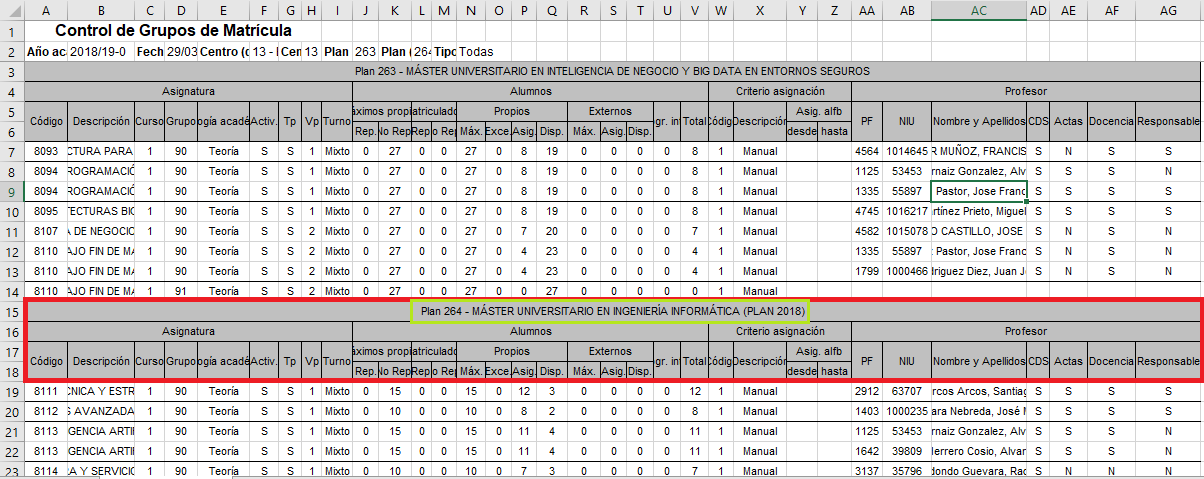 A B C D E F G H I J K L M N O P Q R S T U V W X Y Z AA AB AC AD AE AF AG
1 Control de Grupos de Matrícula
2 Año aca 2018/19-0 Fech 29/03 Centro (c 13 - I Cen 13 Plan 263 Plan ( 264 Tipo Todas
3 Plan 263 - MÁSTER UNIVERSITARIO EN INTELIGENCIA DE NEGOCIO Y BIG DATA EN ENTORNOS SEGUROS
4 Asignatura Alumnos Criterio asignación Profesor
5 áximos propi atriculado Propios Externos Asig. alfb
Código Descripción Curso Grupo ogía acadé Activ. Tp Vp Turno gr. in Total Códig Descripción PF NIU Nombre y Apellidos CDS Actas Docencia Responsable
6 Rep. No Rep Rep o Re Máx. Exce. Asig. Disp. Máx. Asig. Disp. desde hasta
7 8093 CTURA PARA 1 90 Teoría S S 1 Mixto 0 27 0 0 27 0 8 19 0 0 0 0 8 1 Manual 4564 1014645 R MUÑOZ, FRANCIS S N S S
8 8094 ROGRAMACIÓ 1 90 Teoría S S 1 Mixto 0 27 0 0 27 0 8 19 0 0 0 0 8 1 Manual 1125 53453 rnaiz Gonzalez, Alv S N S N
9 8094 ROGRAMACIÓ 1 90 Teoría S S 1 Mixto 0 27 0 0 27 0 8 19 0 0 0 0 8 1 Manual 1335 55897 Pastor, Jose Franc S S S S
10 8095 TECTURAS BIG 1 90 Teoría S S 1 Mixto 0 27 0 0 27 0 8 19 0 0 0 0 8 1 Manual 4745 1016217 rtínez Prieto, Miguel S S S S
11 8107 A DE NEGOCIO 1 90 Teoría S S 2 Mixto 0 27 0 0 27 0 7 20 0 0 0 0 7 1 Manual 4582 1015078 O CASTILLO, JOSE S N S N
12 8110 AJO FIN DE MA 1 90 Teoría S S 2 Mixto 0 27 0 0 27 0 4 23 0 0 0 0 4 1 Manual 1335 55897 Pastor, Jose Franc S N S N
13 8110 AJO FIN DE MA 1 90 Teoría S S 2 Mixto 0 27 0 0 27 0 4 23 0 0 0 0 4 1 Manual 1799 1000466 driguez Diez, Juan J S N S S
14 8110 AJO FIN DE MA 1 91 Teoría S S 2 Mixto 0 27 0 0 27 0 0 27 0 0 0 0 0 1 Manual
15 Plan 264 - MÁSTER UNIVERSITARIO EN INGENIERÍA INFORMÁTICA (PLAN 2018)
16 Asignatura Alumnos Criterio asignación Profesor
17 áximos propi atriculado Propios Externos Asig. alfb
Código Descripción Curso Grupo ogía acadé Activ. Tp Vp Turno gr. in Total Códig Descripción PF NIU Nombre y Apellidos CDS Actas Docencia Responsable
18 Rep. No Rep Rep o Re Máx. Exce. Asig. Disp. Máx. Asig. Disp. desde hasta
19 8111 CNICA Y ESTR 1 90 Teoría S S 1 Mixto 0 15 0 0 15 0 12 3 0 0 0 0 12 1 Manual 2912 63707 rcos Arcos, Santiag S S S S
20 8112 S AVANZADA 1 90 Teoría S S 1 Mixto 0 10 0 0 10 0 8 2 0 0 0 0 8 1 Manual 1403 1000235 ara Nebreda, José M S S S S
21 8113 IGENCIA ARTI 1 90 Teoría S S 1 Mixto 0 15 0 0 15 0 11 4 0 0 0 0 11 1 Manual 1125 53453 rnaiz Gonzalez, Alv S S S N
22 8113 IGENCIA ARTI 1 90 Teoría S S 1 Mixto 0 15 0 0 15 0 11 4 0 0 0 0 11 1 Manual 1642 39809 Herrero Cosio, Alvar S S S S
23 8114 RA Y SERVICIO 1 90 Teoría S S 1 Mixto 0 10 0 0 10 0 7 3 0 0 0 0 7 1 Manual 3137 35796 dondo Guevara, Raq S N N N